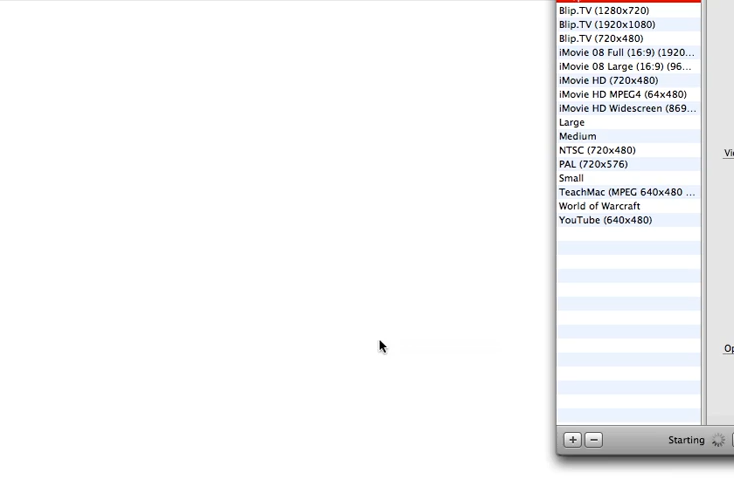 Blip.TV (1280x720)
Blip.TV (1920x1080)
Blip.TV (720x480)
iMovie 08 Full (16:9) (1920...
iMovie 08 Large (16:9) (96...
iMovie HD (720x480)
iMovie HD MPEG4 (64x480)
iMovie HD Widescreen (869...
Large
Medium
NTSC (720x480)
Vi
PAL (720x576)
Small
TeachMac (MPEG 640x480 ...
World of Warcraft
YouTube (640x480)
Op
Starting